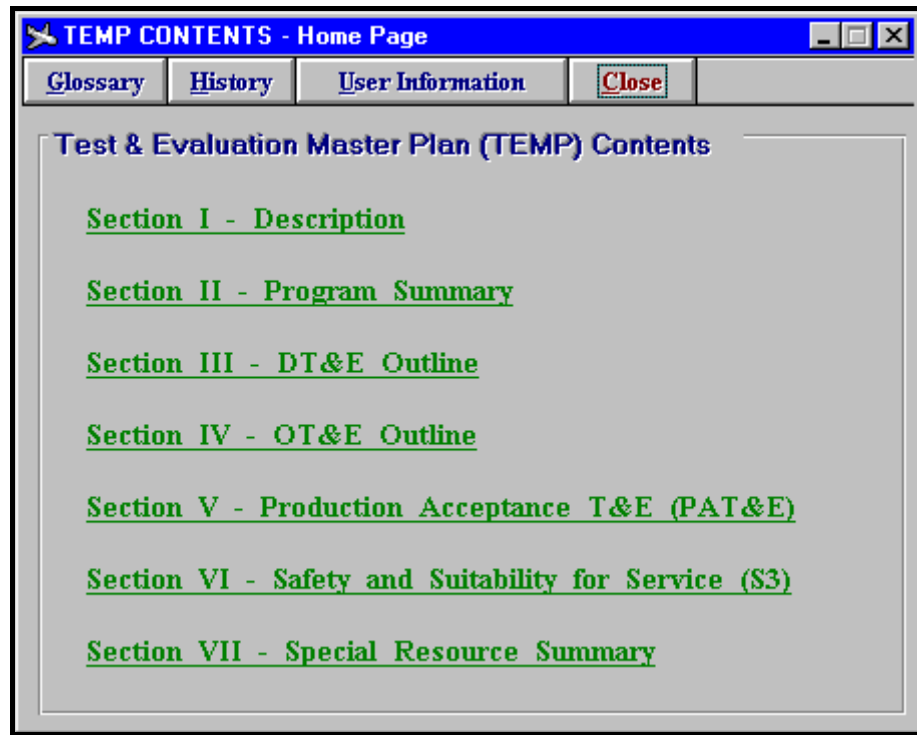 TEMP CONTENTS - Home Page
Glossary History User Information Close
Test & Evaluation Master Plan (TEMP) Contents
Section I - Description
Section II - Program Summary
Section III - DT&E Outline
Section IV - OT&E Outline
Section V - Production Acceptance T&E (PAT&E)
Section VI - Safety and Suitability for Service (S3)
Section VII - Special Resource Summary